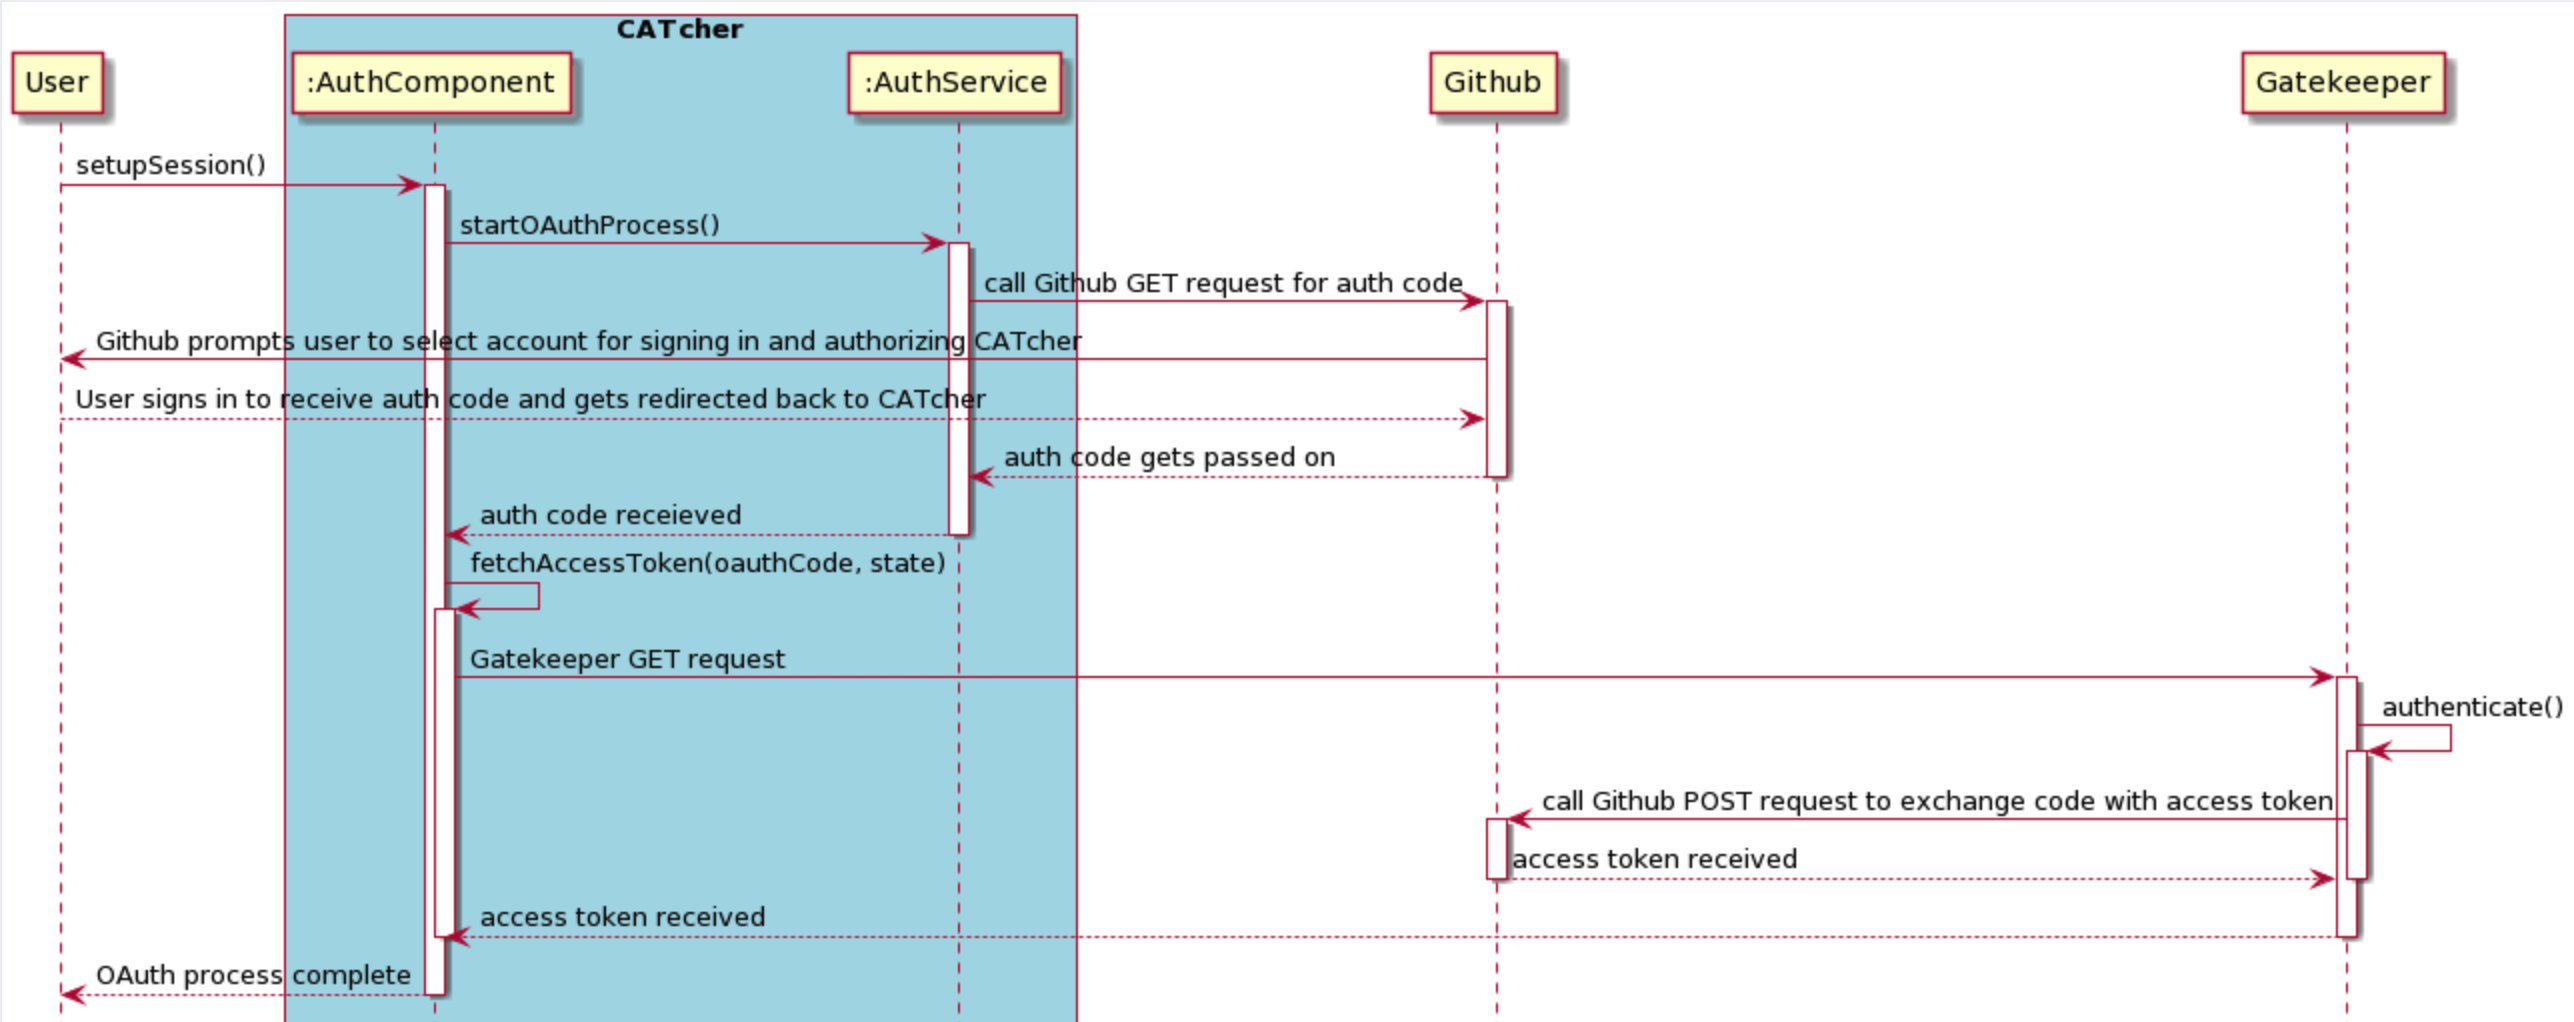 CATcher
User
:AuthComponent
:AuthService
Github
Gatekeeper
setupSession()
startOAuthProcess()
call Github GET request for auth code
Github prompts user to select account for signing in and authorizing CATcher
User signs in to receive auth code and gets redirected back to CATcher
auth code gets passed on
auth code receieved
fetchAccessToken(oauthCode, state)
Gatekeeper GET request
authenticate()
call Github POST request to exchange code with access token
access token received
access token received
OAuth process complete